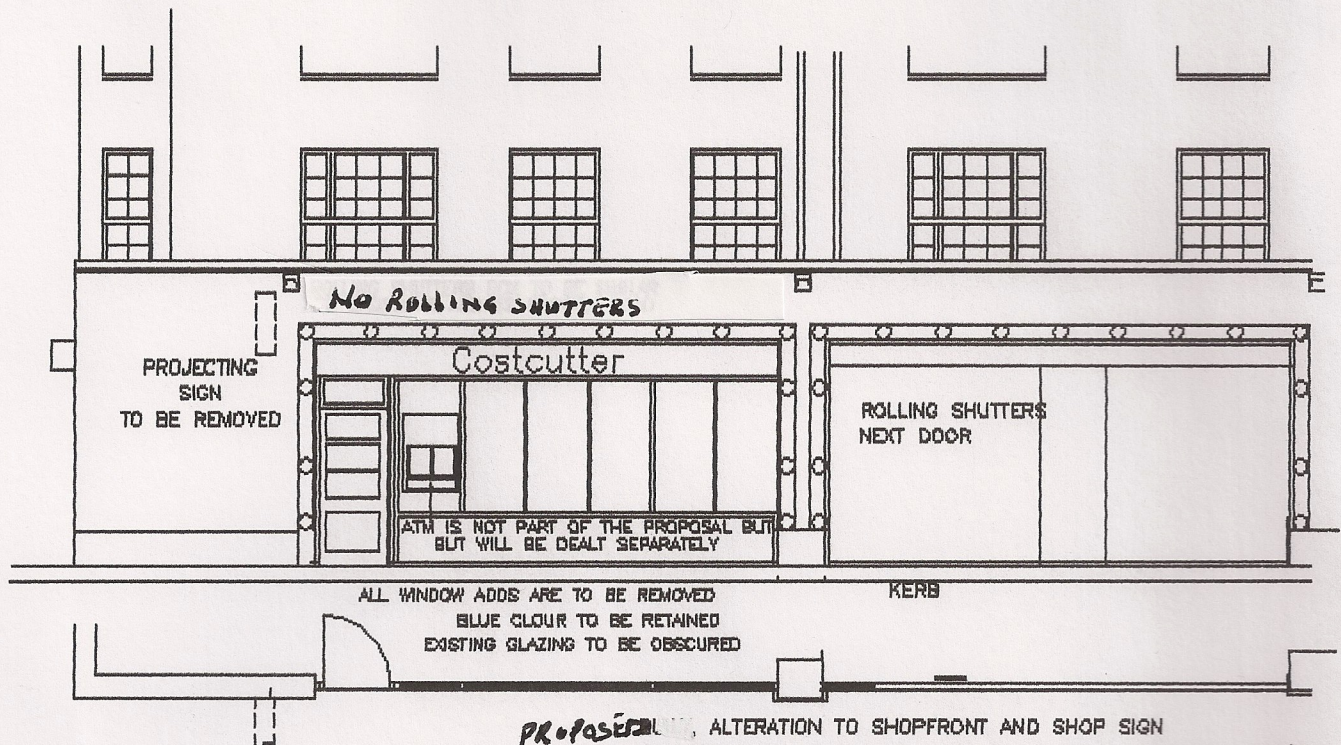 NO ROLLING SHUTTERS
PROJECTING
SIGN
TO BE REMOVED
Costcutter
ROLLING SHUTTERS
NEXT DOOR
ATM IS NOT PART OF THE PROPOSAL BUT
BUT WILL BE DEALT SEPARATELY
ALL WINDOW ADDS ARE TO BE REMOVED
BLUE CLOUR TO BE RETAINED
EXISTING GLAZING TO BE OBSCURED
KERB
PROPOSED , ALTERATION TO SHOPFRONT AND SHOP SIGN